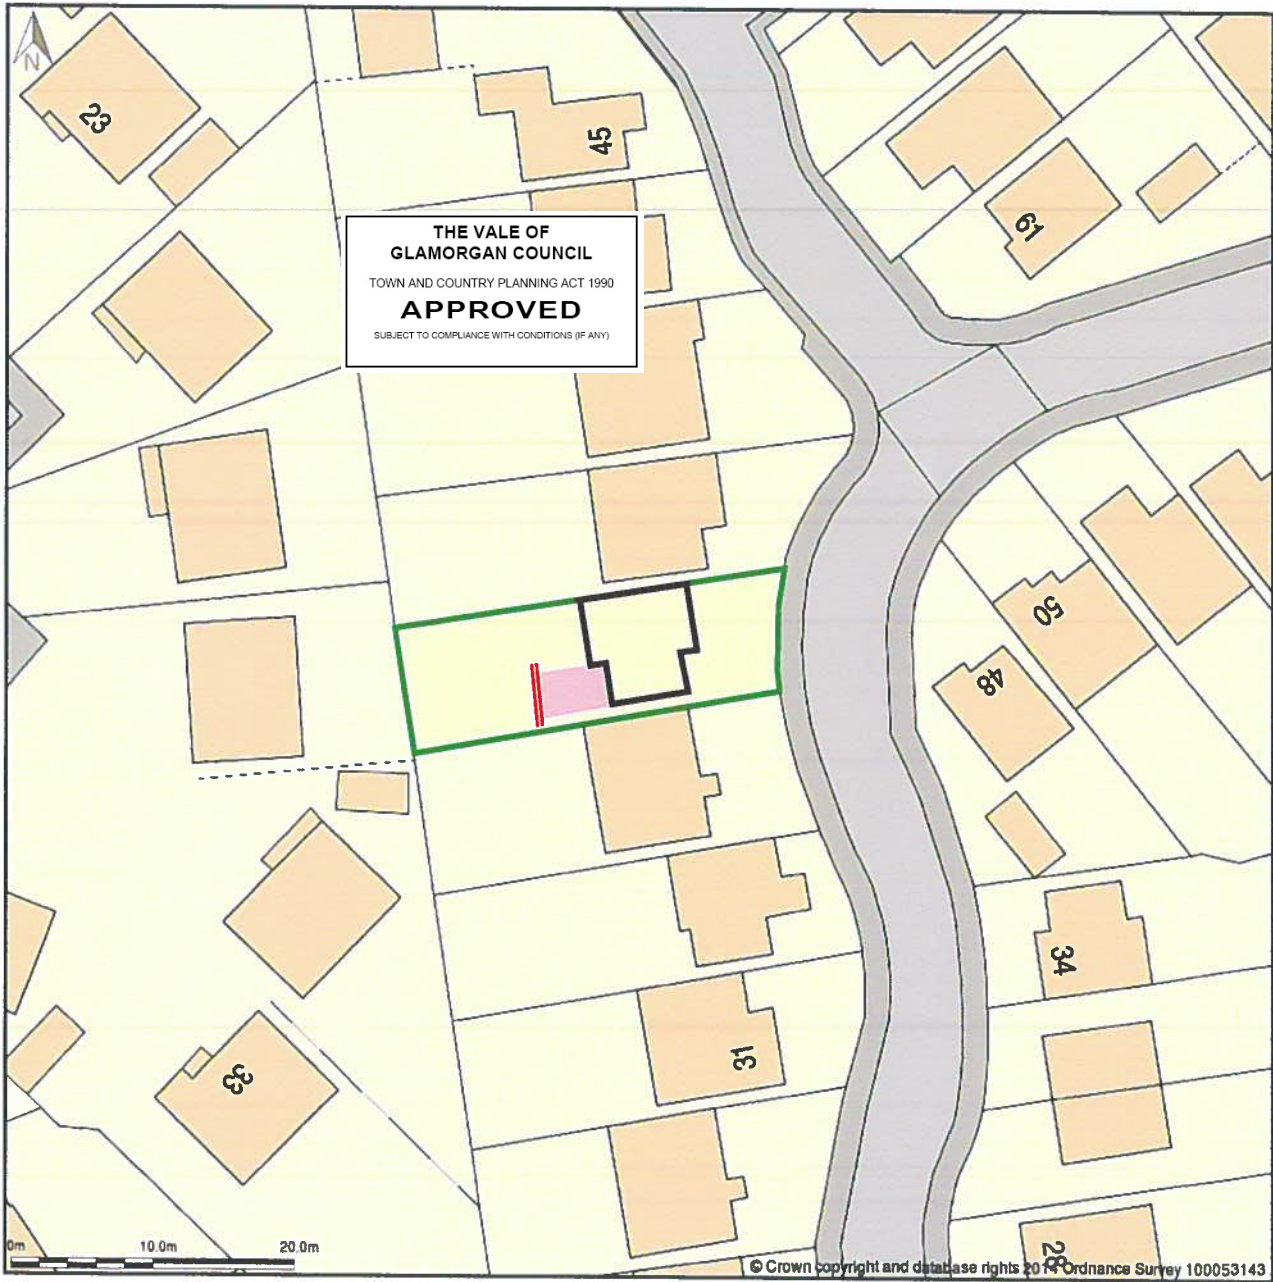 N
23
45
61
THE VALE OF
GLAMORGAN COUNCIL
TOWN AND COUNTRY PLANNING ACT 1990
APPROVED
SUBJECT TO COMPLIANCE WITH CONDITIONS (IF ANY)
50
48
34
31
33
28
0m 10.0m 20.0m
© Crown copyright and database rights 2014 Ordnance Survey 100053143